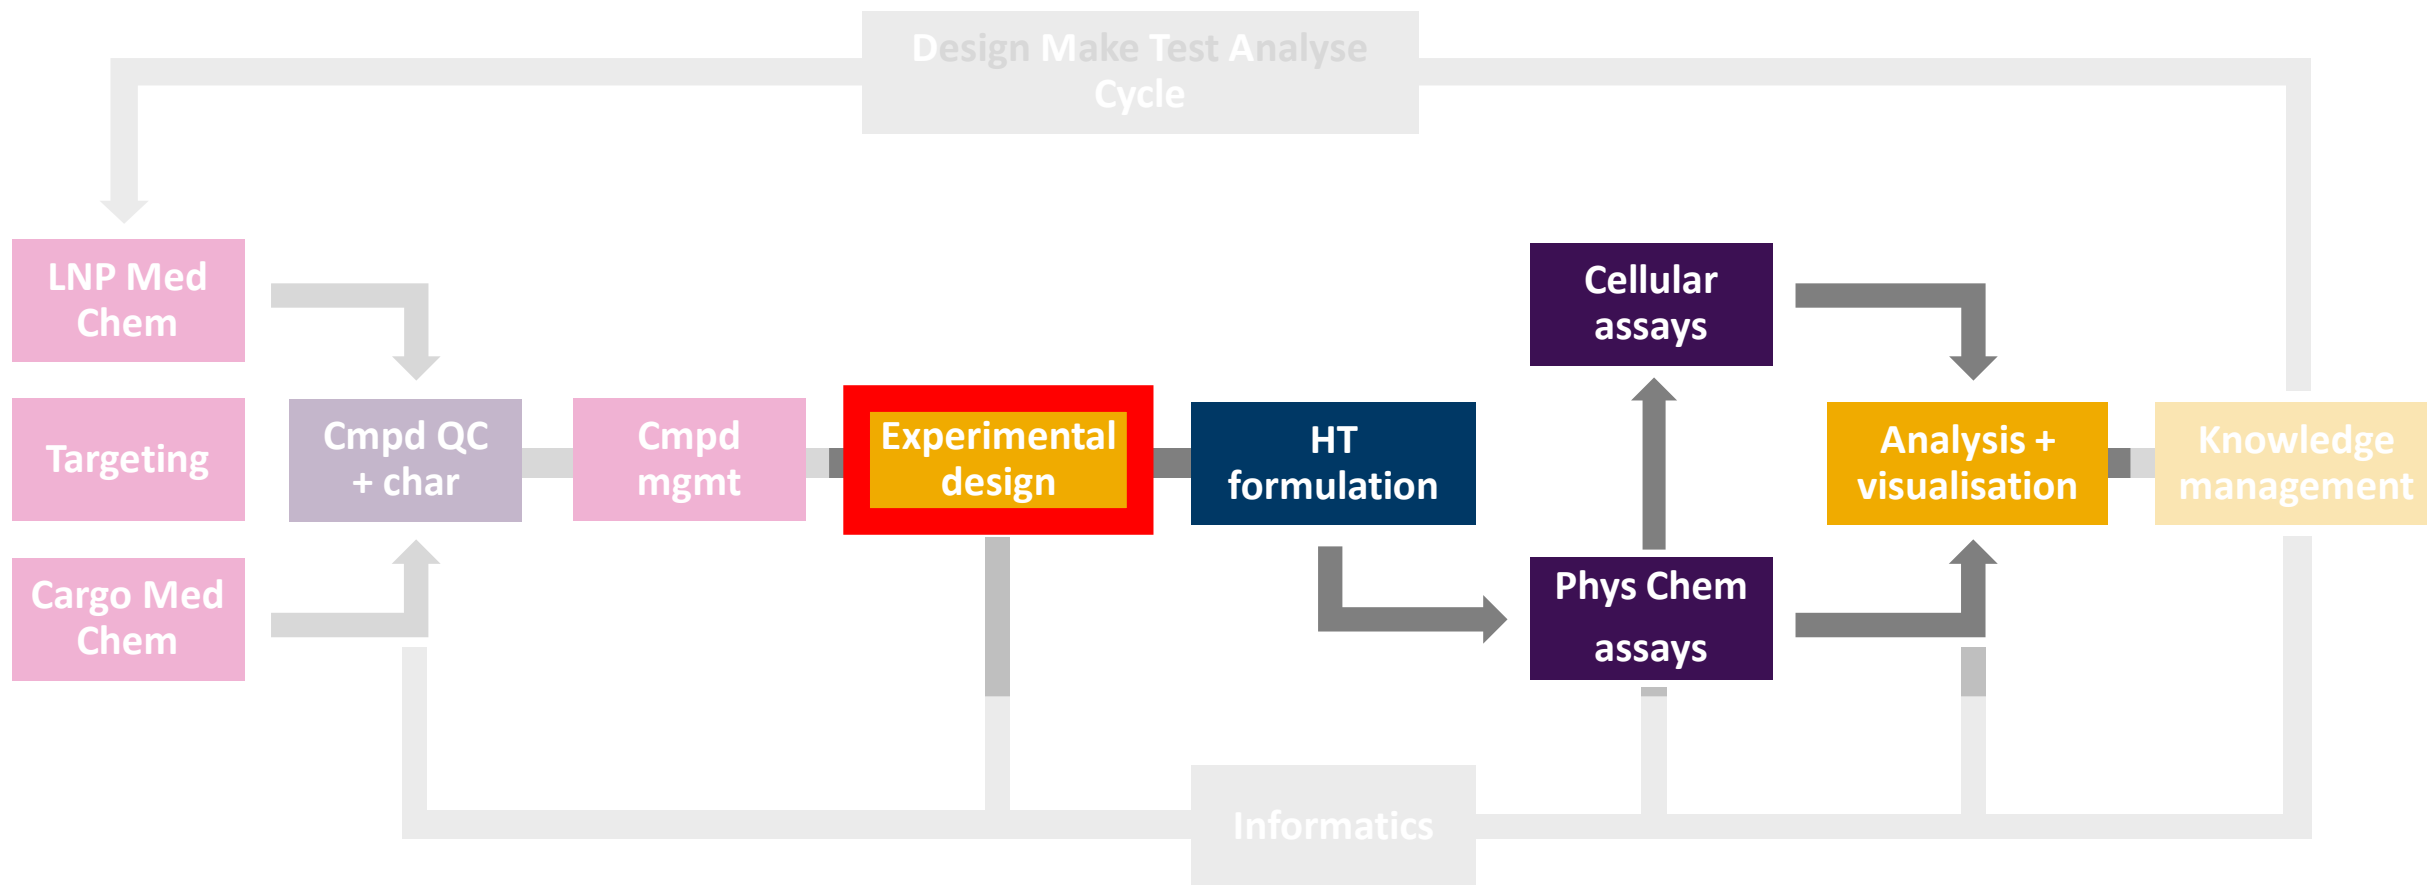 Design Make Test Analyse
Cycle
LNP Med
Chem
Targeting
Cargo Med
Chem
Cmpd QC
+ char
Cmpd
mgmt
Experimental
design
HT
formulation
Cellular
assays
Phys Chem
assays
Analysis +
visualisation
Knowledge
management
Informatics